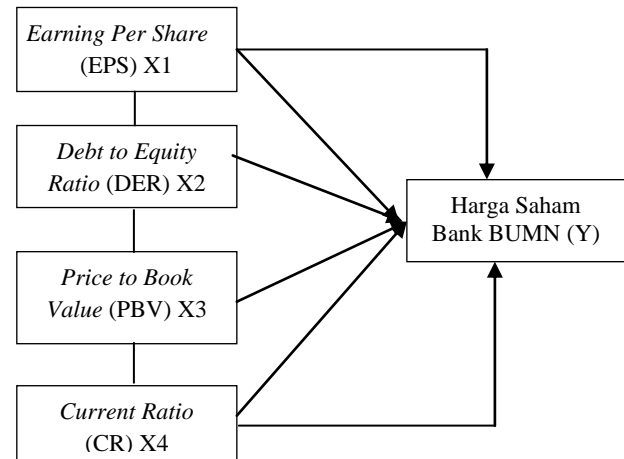 Earning Per Share
(EPS) X1
Debt to Equity
Ratio (DER) X2
Harga Saham
Bank BUMN (Y)
Price to Book
Value (PBV) X3
Current Ratio
(CR) X4